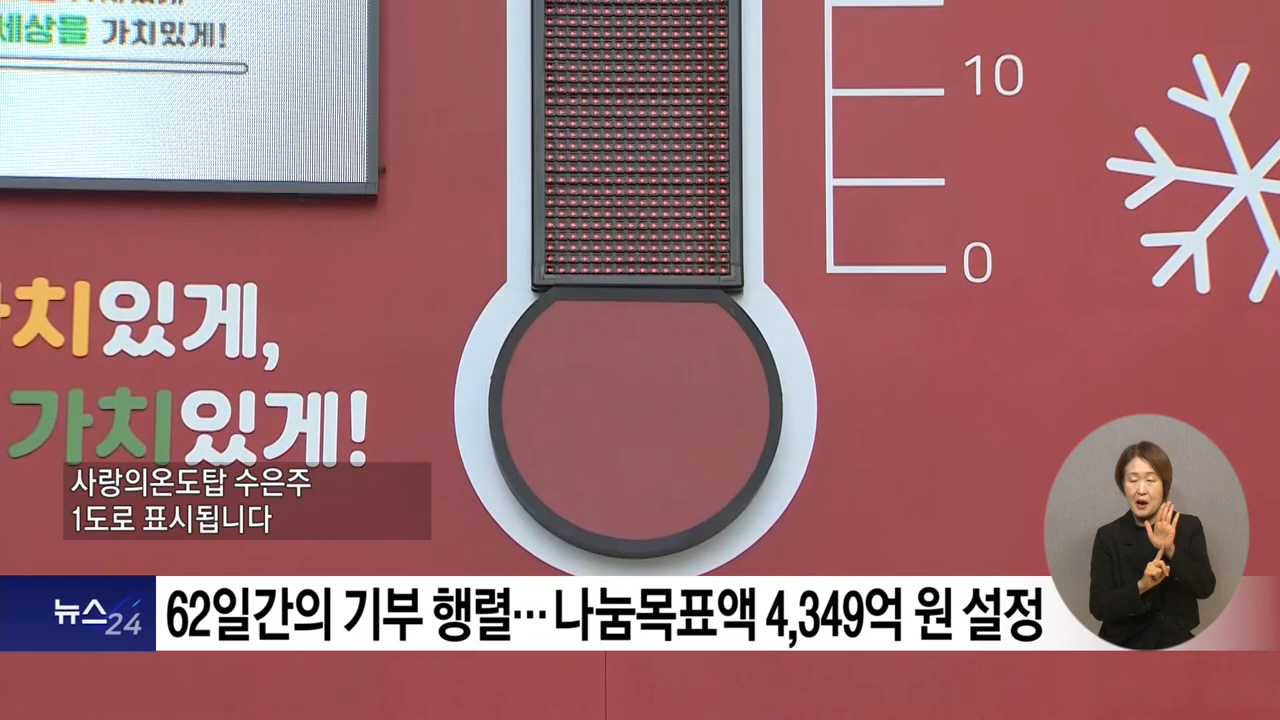 세상을 가치있게!
10
0
가치있게,
가치있게!
사랑의온도탑 수은주
1도로 표시됩니다
뉴스24
62일간의 기부 행렬…나눔목표액 4,349억 원 설정